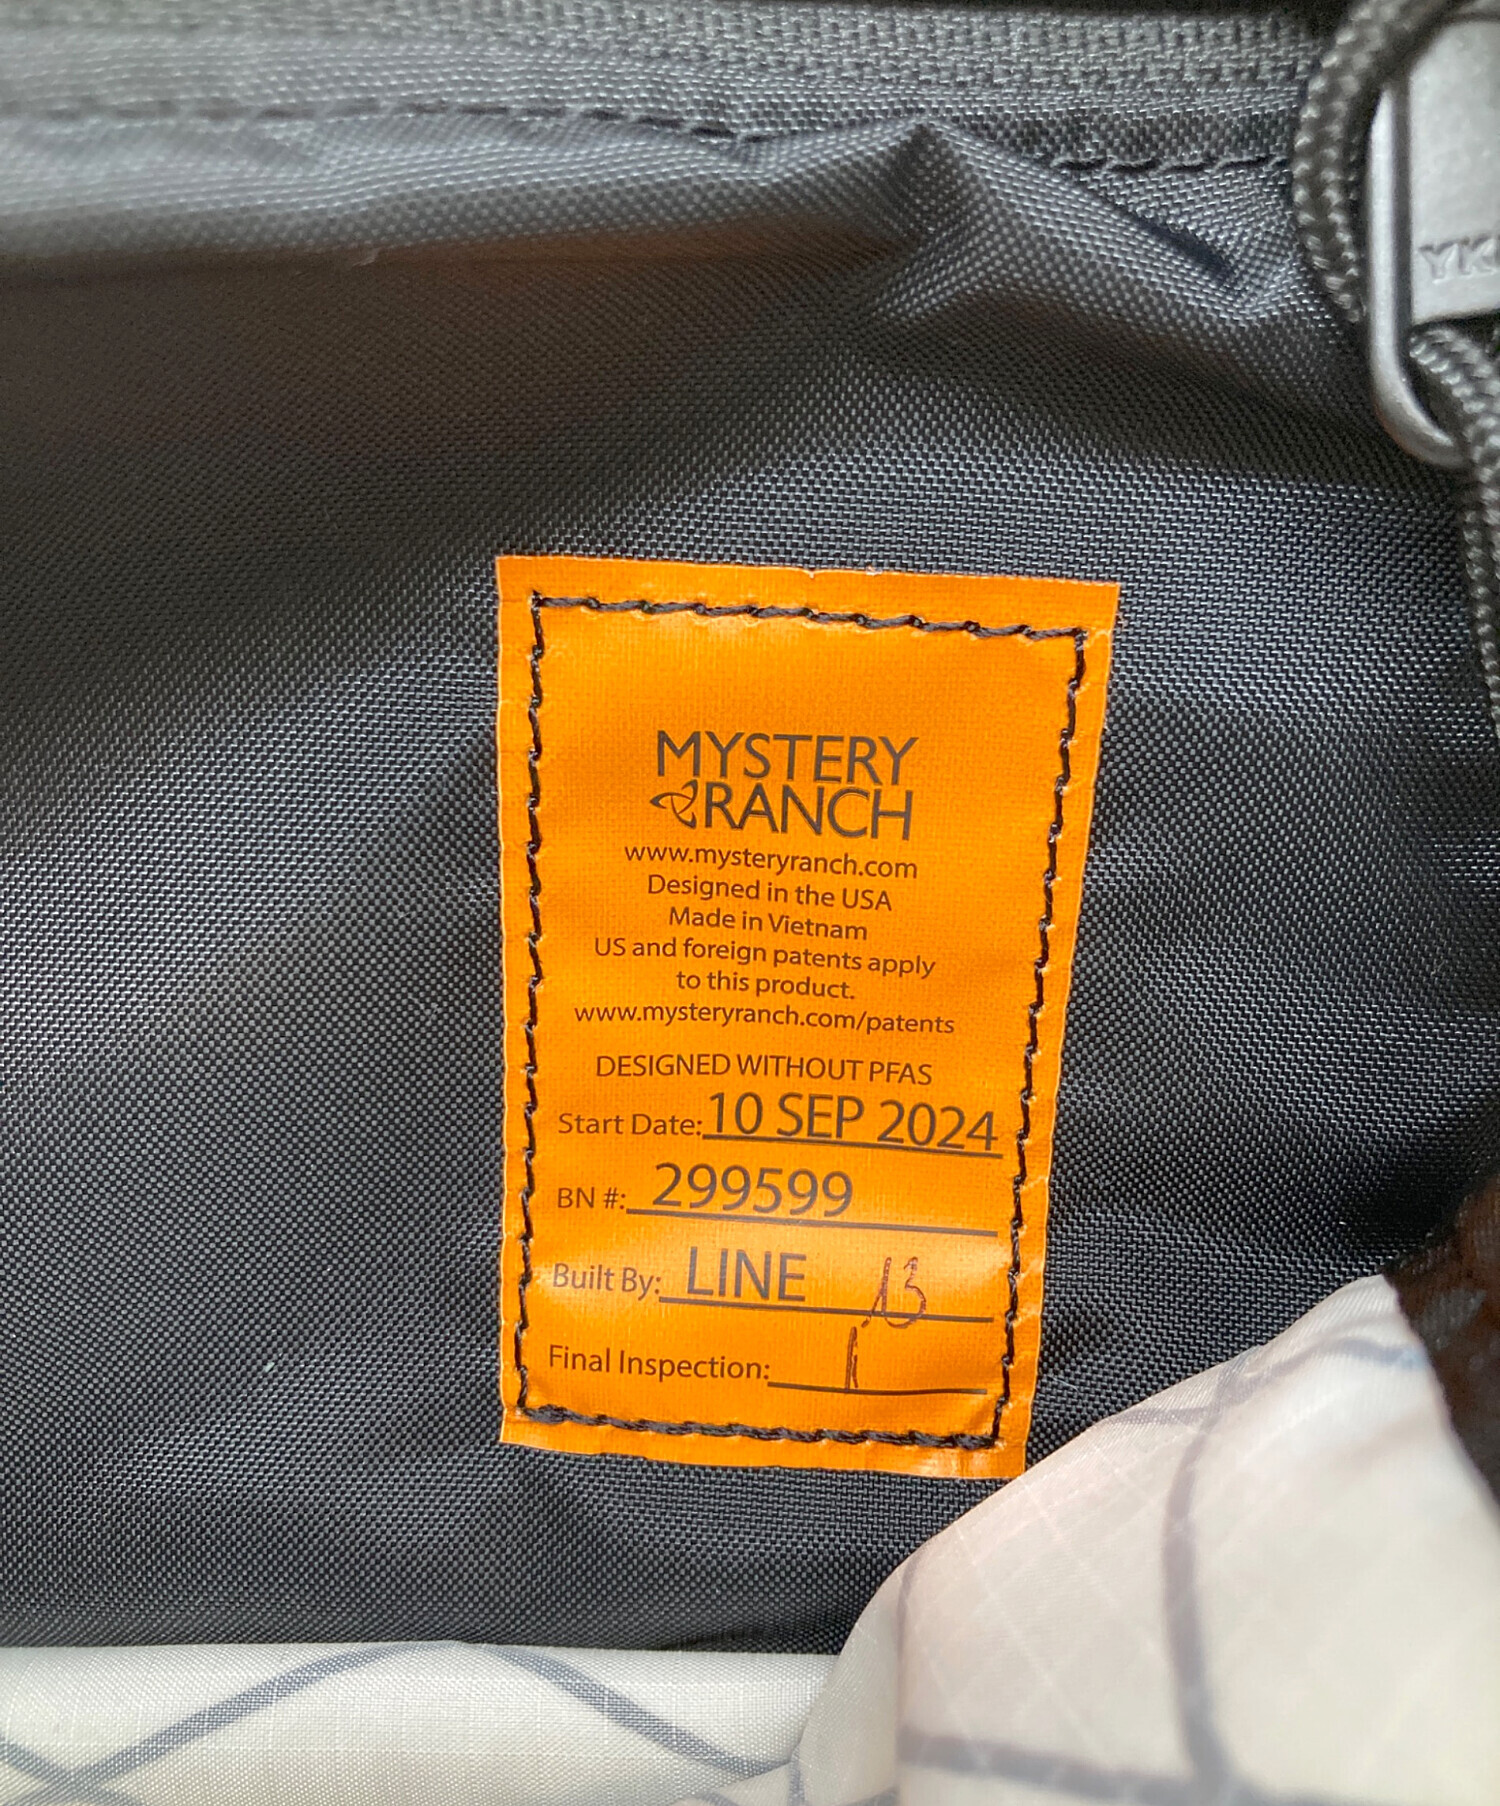 YK
MYSTERY
RANCH
www.mysteryranch.com
Designed in the USA
Made in Vietnam
US and foreign patents apply
to this product.
www.mysteryranch.com/patents
DESIGNED WITHOUT PFAS
Start Date: 10 SEP 2024
BN #: 299599
Built By: LINE 13
Final Inspection: